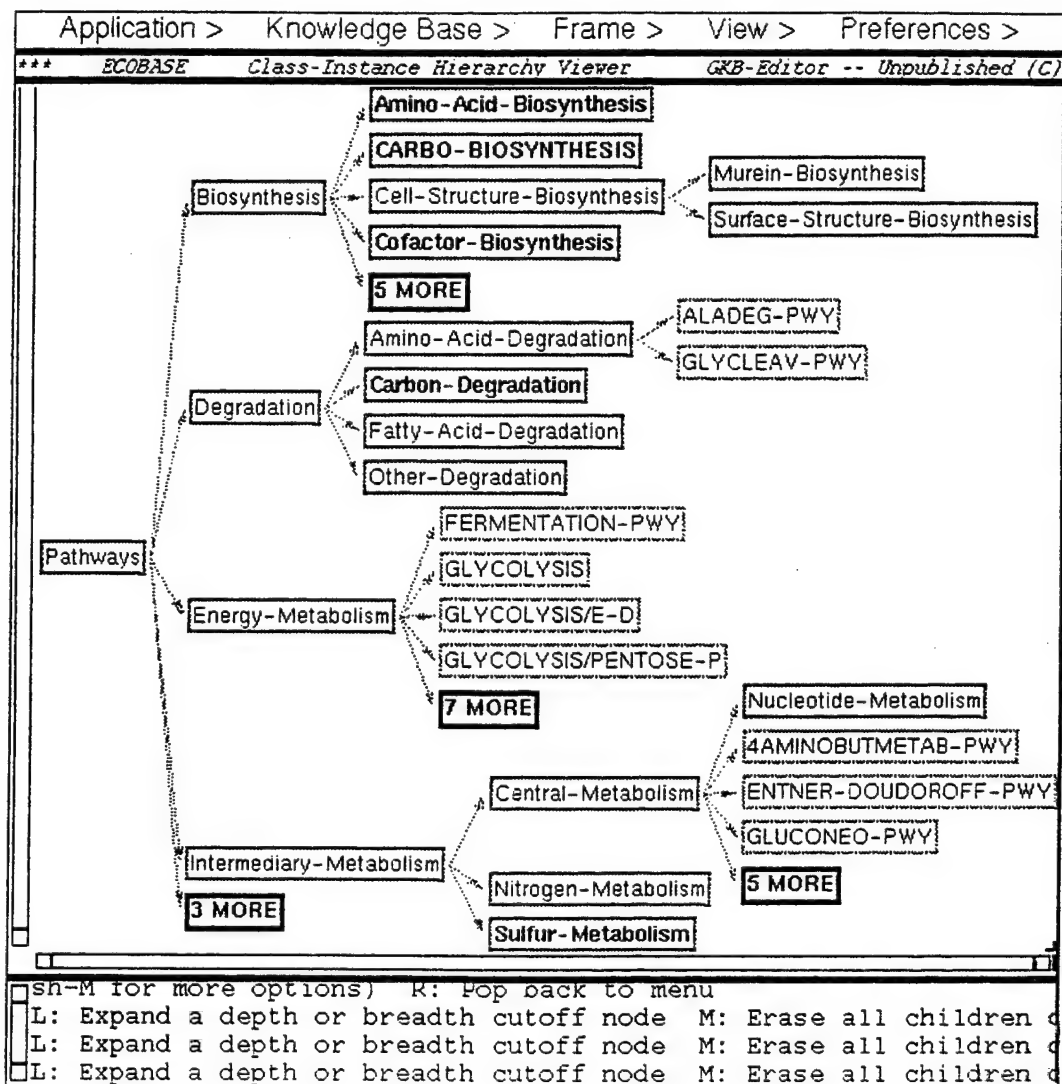 Application > Knowledge Base > Frame > View > Preferences >
*** ECOBASE Class-Instance Hierarchy Viewer GKB-Editor -- Unpublished (C)
Amino-Acid-Biosynthesis
CARBO-BIOSYNTHESIS
Biosynthesis
Cell-Structure-Biosynthesis
Murein-Biosynthesis
Surface-Structure-Biosynthesis
Cofactor-Biosynthesis
5 MORE
Amino-Acid-Degradation
ALADEG-PWY
GLYCLEAV-PWY
Degradation
Carbon-Degradation
Fatty-Acid-Degradation
Other-Degradation
Pathways
FERMENTATION-PWY
GLYCOLYSIS
Energy-Metabolism
GLYCOLYSIS/E-D
GLYCOLYSIS/PENTOSE-P
7 MORE
Nucleotide-Metabolism
4AMINOBUTMETAB-PWY
Central-Metabolism
ENTNER-DOUDOROFF-PWY
GLUCONEO-PWY
5 MORE
Intermediary-Metabolism
Nitrogen-Metabolism
3 MORE
Sulfur-Metabolism
sh-M for more options) R: Pop back to menu
L: Expand a depth or breadth cutoff node M: Erase all children
L: Expand a depth or breadth cutoff node M: Erase all children
L: Expand a depth or breadth cutoff node M: Erase all children